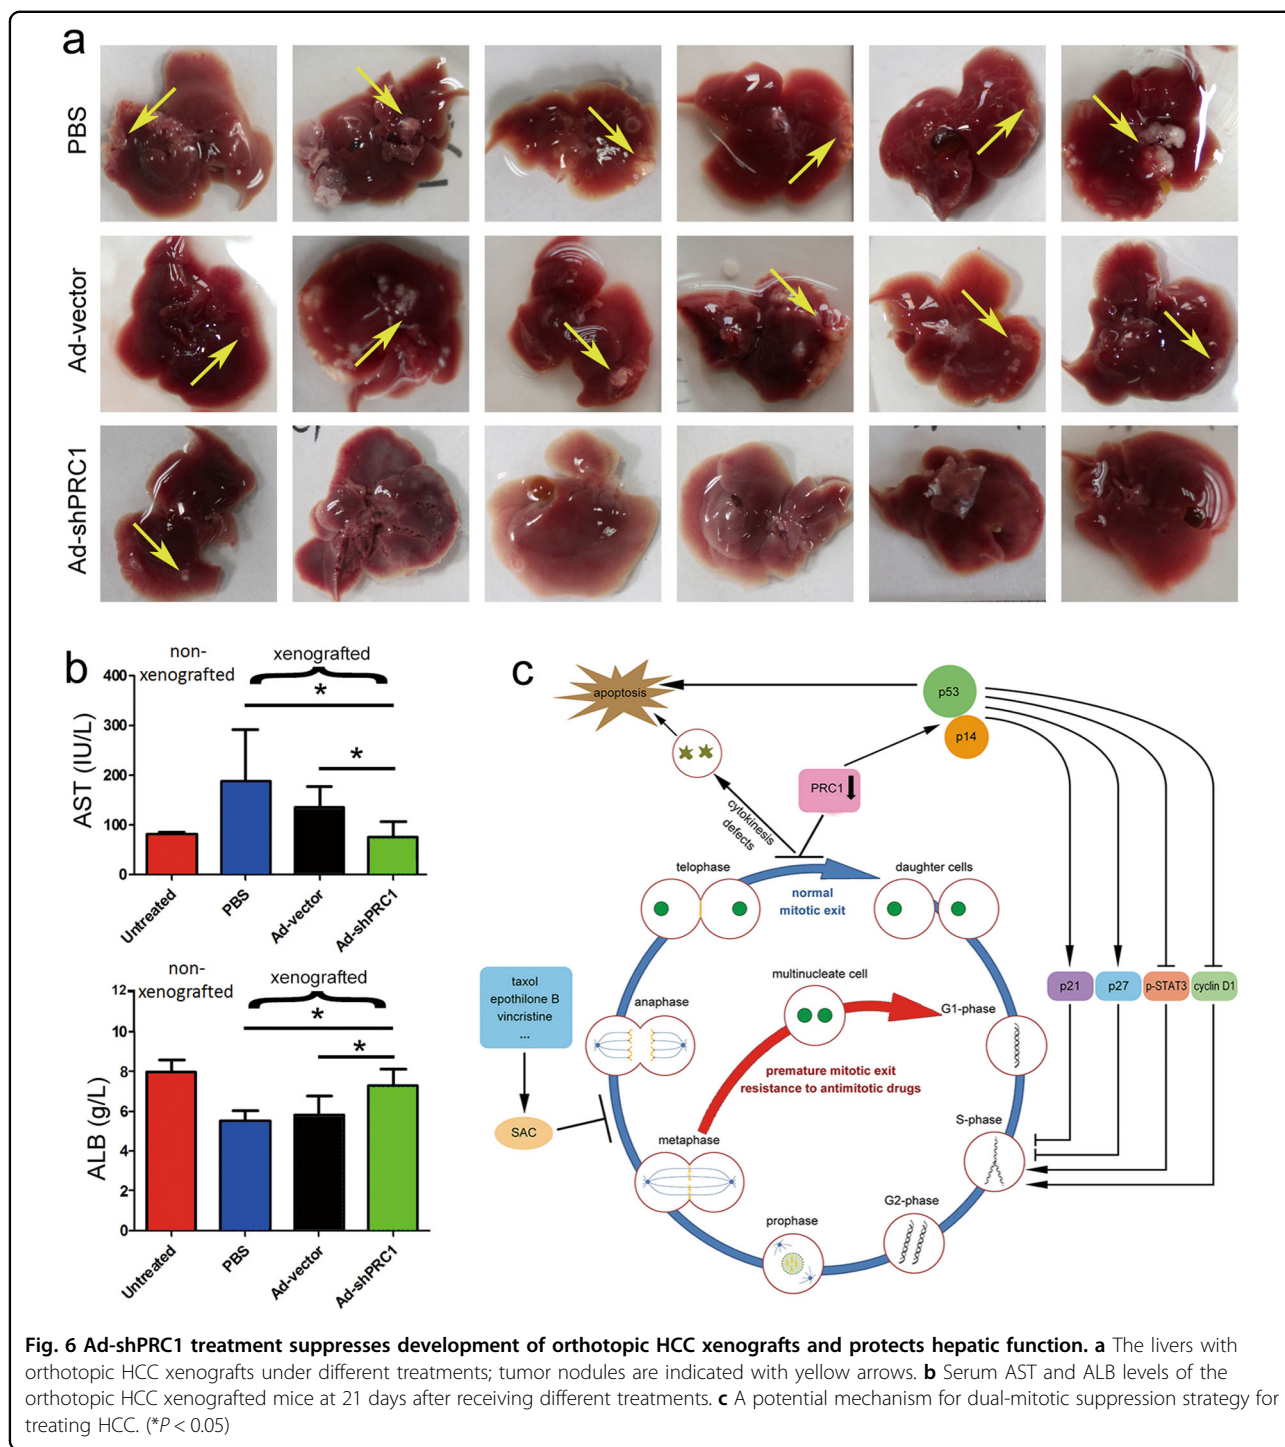 a
PBS
Ad-vector
Ad-shPRC1
b
non-
xenografted
xenografted
AST (IU/L)
400
300
200
100
0
*
*
Untreated
PBS
Ad-vector
Ad-shPRC1
non-
xenografted
xenografted
ALB (g/L)
12
10
8
6
4
2
0
*
*
Untreated
PBS
Ad-vector
Ad-shPRC1
c
apoptosis
p53
p14
PRC1
cytokinesis
defects
telophase
normal
mitotic exit
daughter cells
taxol
epothilone B
vincristine
...
anaphase
multinucleate cell
G1-phase
p21
p27
p-STAT3
cyclin D1
premature mitotic exit
resistance to antimitotic drugs
SAC
metaphase
S-phase
G2-phase
prophase
Fig. 6 Ad-shPRC1 treatment suppresses development of orthotopic HCC xenografts and protects hepatic function. a The livers with
orthotopic HCC xenografts under different treatments; tumor nodules are indicated with yellow arrows. b Serum AST and ALB levels of the
orthotopic HCC xenografted mice at 21 days after receiving different treatments. c A potential mechanism for dual-mitotic suppression strategy for
treating HCC. (*P < 0.05)